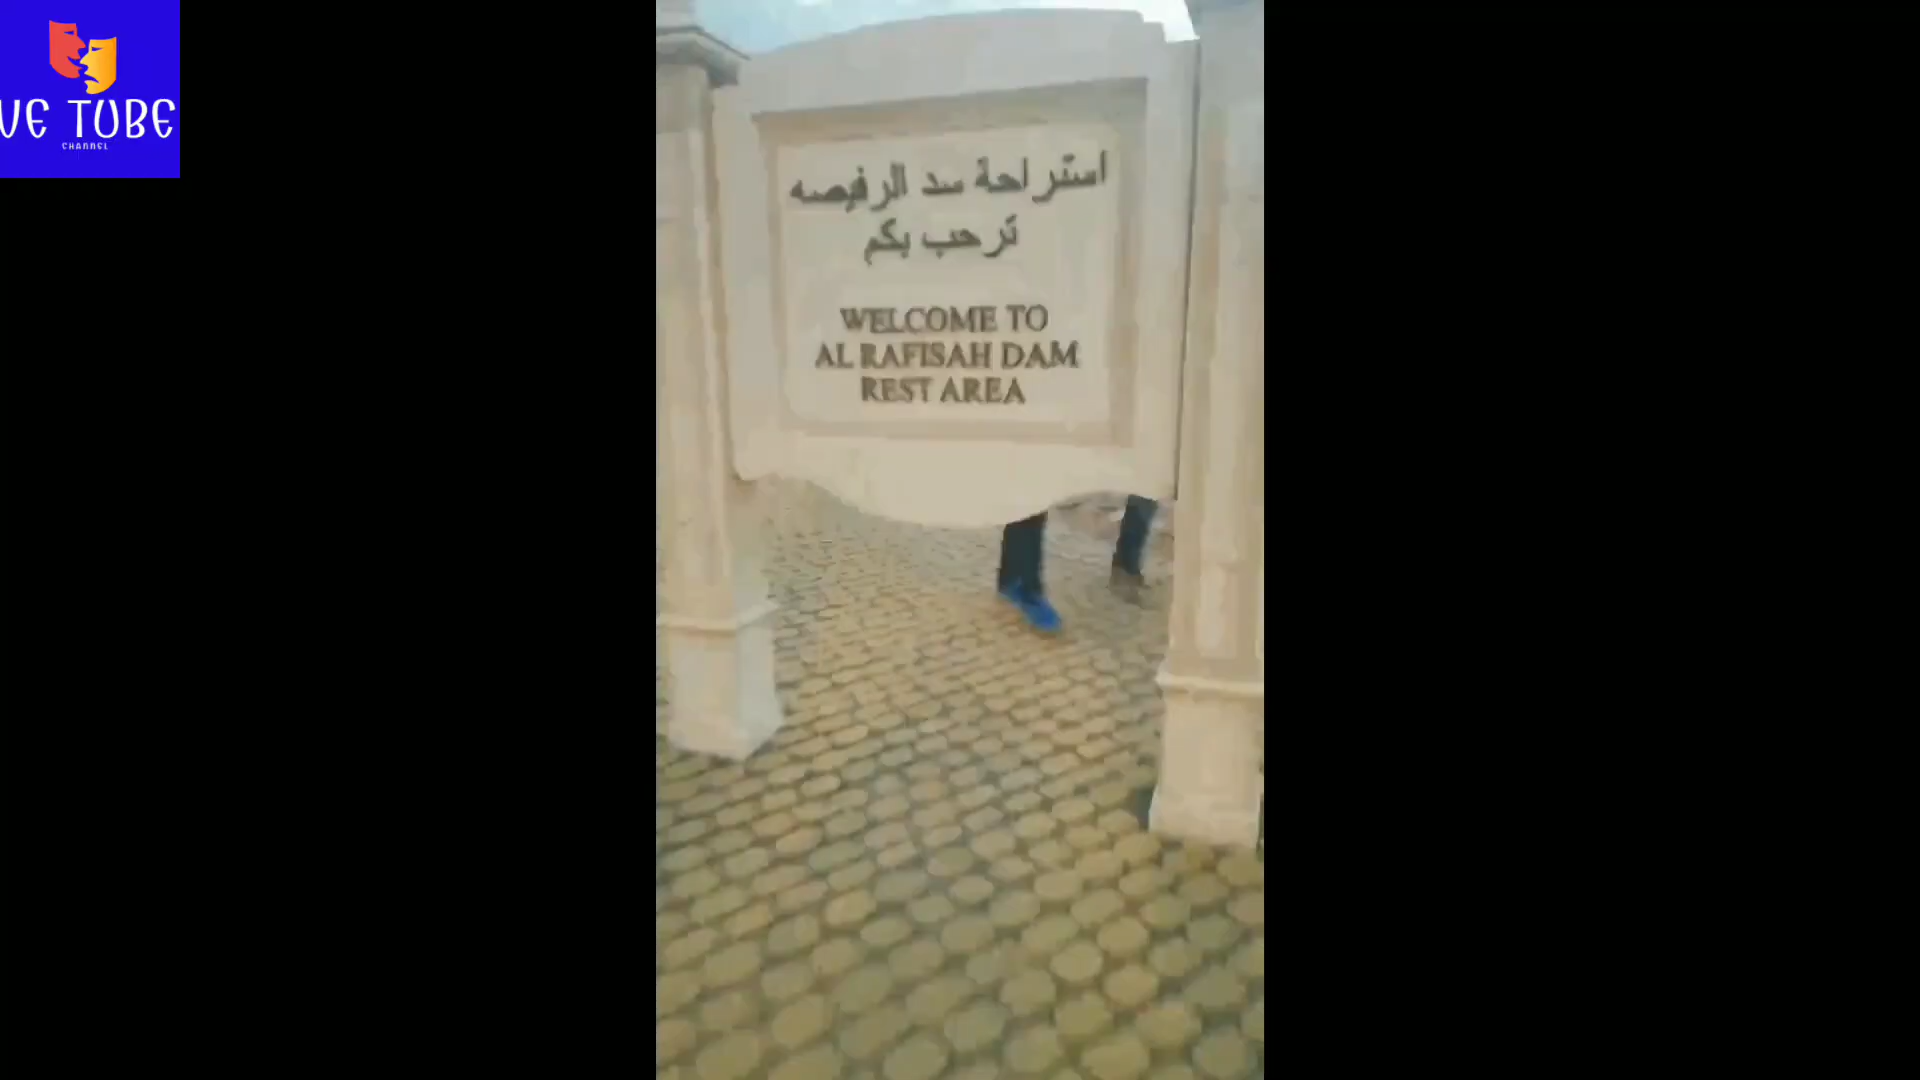 VE TUBE
CHANNEL
استراحة سد الرفيصه
ترحب بكم
WELCOME TO
AL RAFISAH DAM
REST AREA